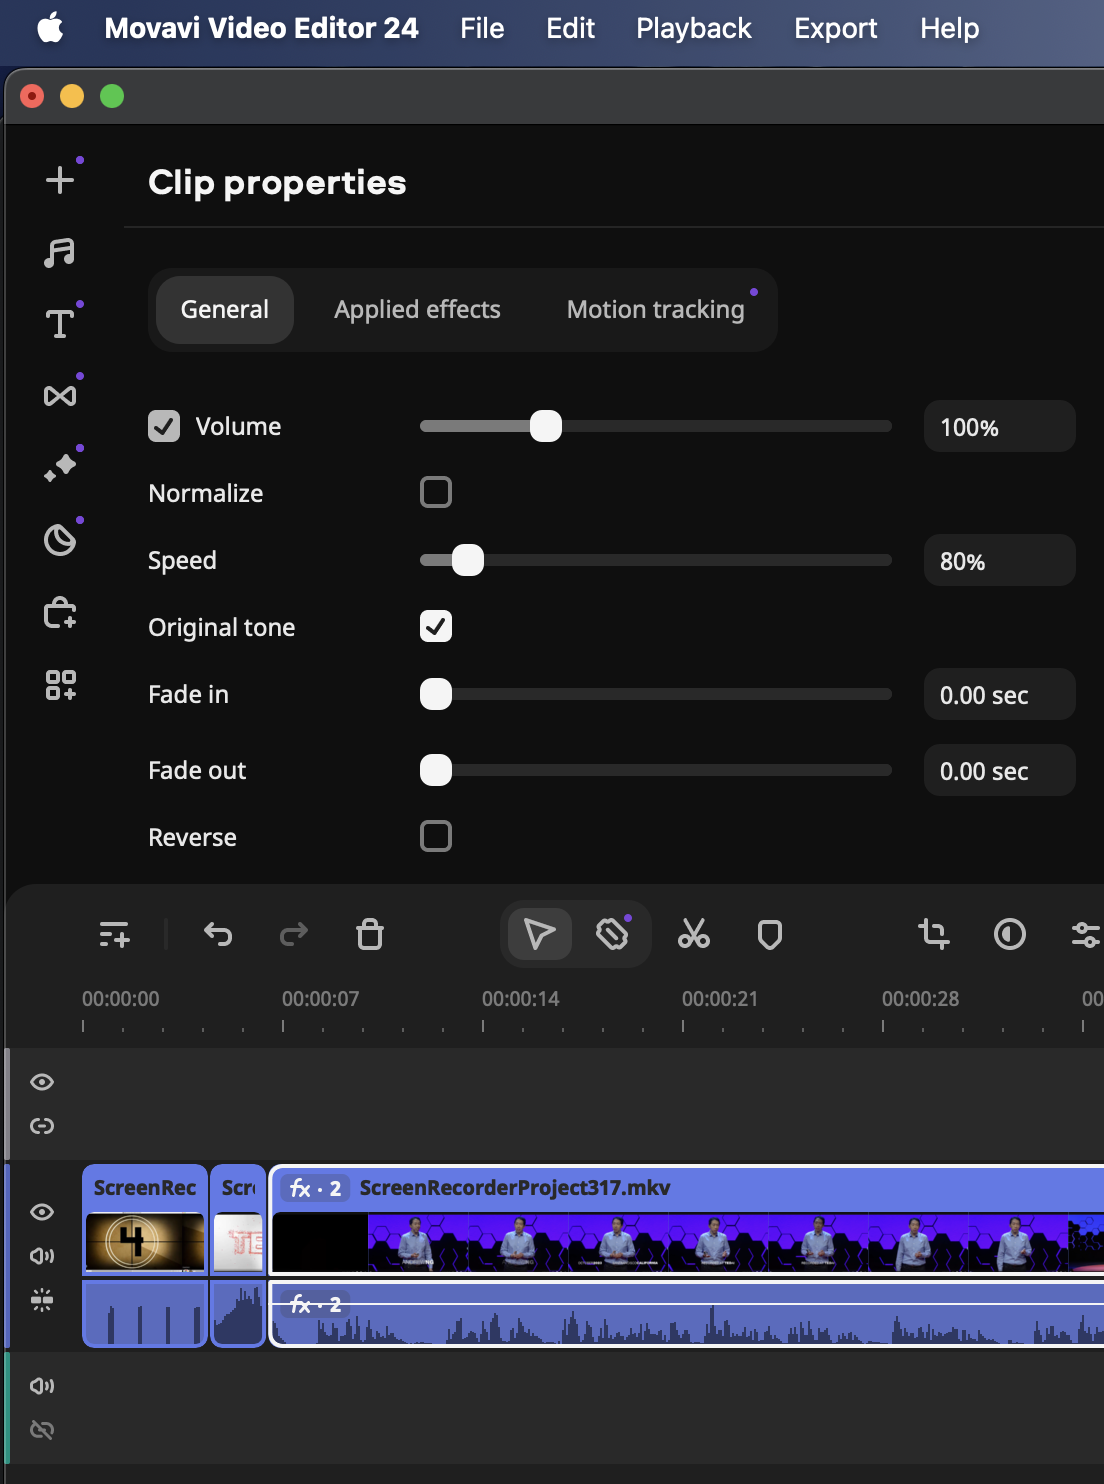 Movavi Video Editor 24 File Edit Playback Export Help
Clip properties
General Applied effects Motion tracking
Volume 100%
Normalize
Speed 80%
Original tone
Fade in 0.00 sec
Fade out 0.00 sec
Reverse
00:00:00 00:00:07 00:00:14 00:00:21 00:00:28 00
ScreenRec Scr fx · 2 ScreenRecorderProject317.mkv
4 TE
fx · 2